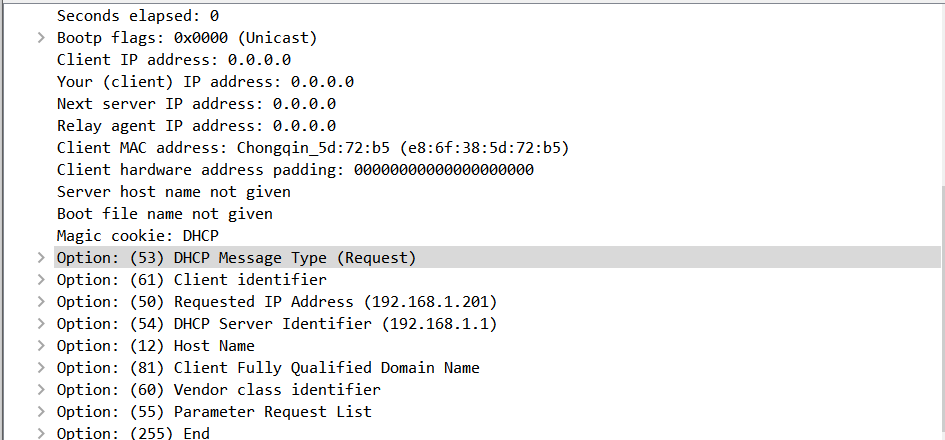 Seconds elapsed: 0
Bootp flags: 0x0000 (Unicast)
Client IP address: 0.0.0.0
Your (client) IP address: 0.0.0.0
Next server IP address: 0.0.0.0
Relay agent IP address: 0.0.0.0
Client MAC address: Chongqin_5d:72:b5 (e8:6f:38:5d:72:b5)
Client hardware address padding: 00000000000000000000
Server host name not given
Boot file name not given
Magic cookie: DHCP
Option: (53) DHCP Message Type (Request)
Option: (61) Client identifier
Option: (50) Requested IP Address (192.168.1.201)
Option: (54) DHCP Server Identifier (192.168.1.1)
Option: (12) Host Name
Option: (81) Client Fully Qualified Domain Name
Option: (60) Vendor class identifier
Option: (55) Parameter Request List
Option: (255) End